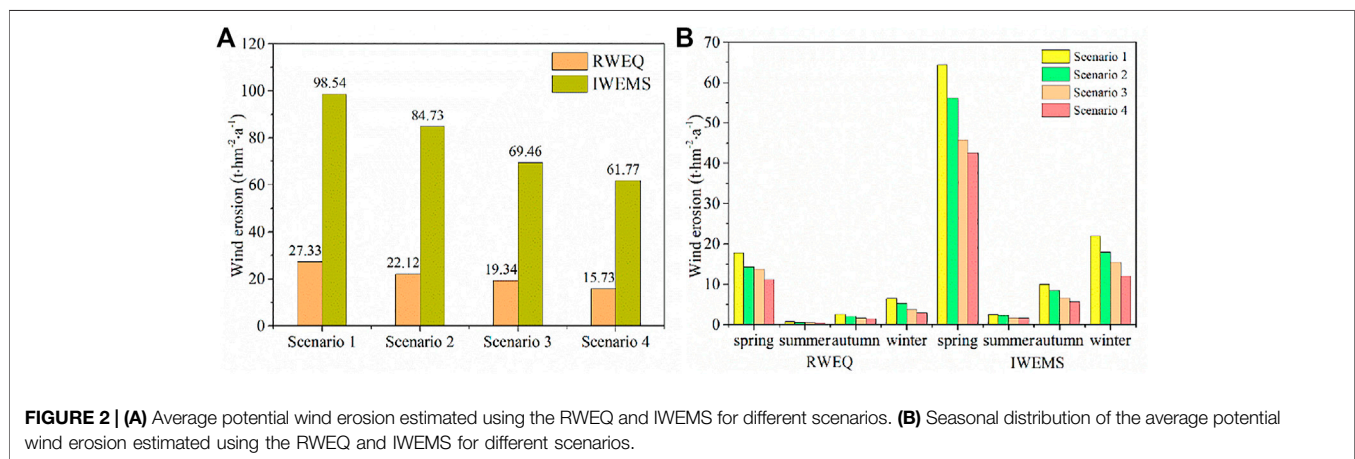 A
120
100
80
60
40
20
0
Wind erosion (t·hm⁻²·a⁻¹)
RWEQ
IWEMS
98.54
84.73
69.46
61.77
27.33
22.12
19.34
15.73
Scenario 1 Scenario 2 Scenario 3 Scenario 4
B
70
60
50
40
30
20
10
0
Wind erosion (t·hm⁻²·a⁻¹)
Scenario 1
Scenario 2
Scenario 3
Scenario 4
spring summer autumn winter spring summer autumn winter
RWEQ IWEMS
FIGURE 2 | (A) Average potential wind erosion estimated using the RWEQ and IWEMS for different scenarios. (B) Seasonal distribution of the average potential
wind erosion estimated using the RWEQ and IWEMS for different scenarios.